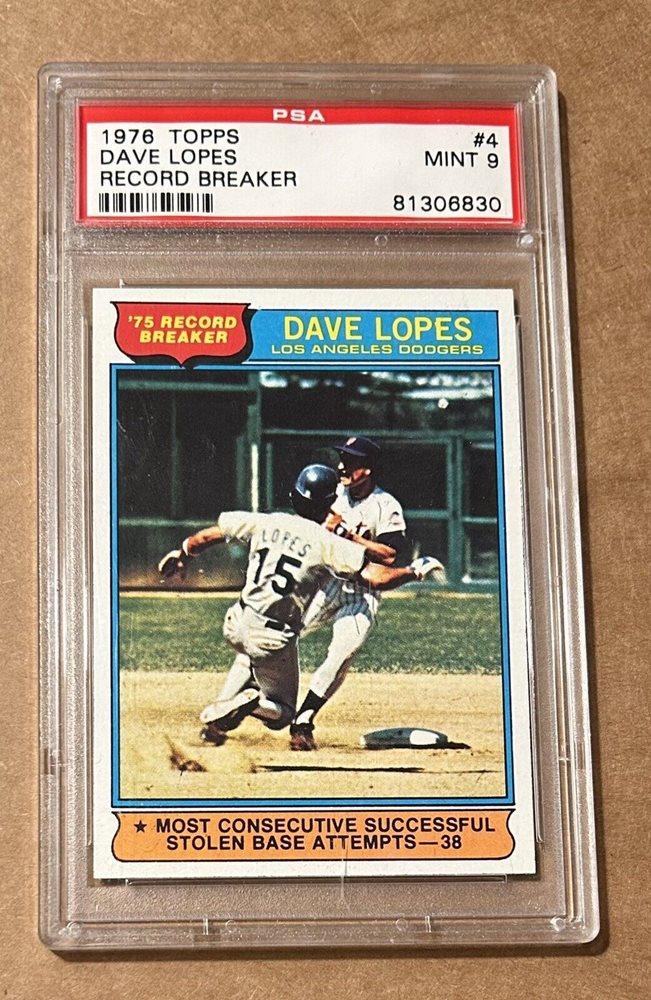 PSA
1976 TOPPS #4
DAVE LOPES MINT 9
RECORD BREAKER
81306830
'75 RECORD
BREAKER
DAVE LOPES
LOS ANGELES DODGERS
LOPES
15
★ MOST CONSECUTIVE SUCCESSFUL
STOLEN BASE ATTEMPTS—38